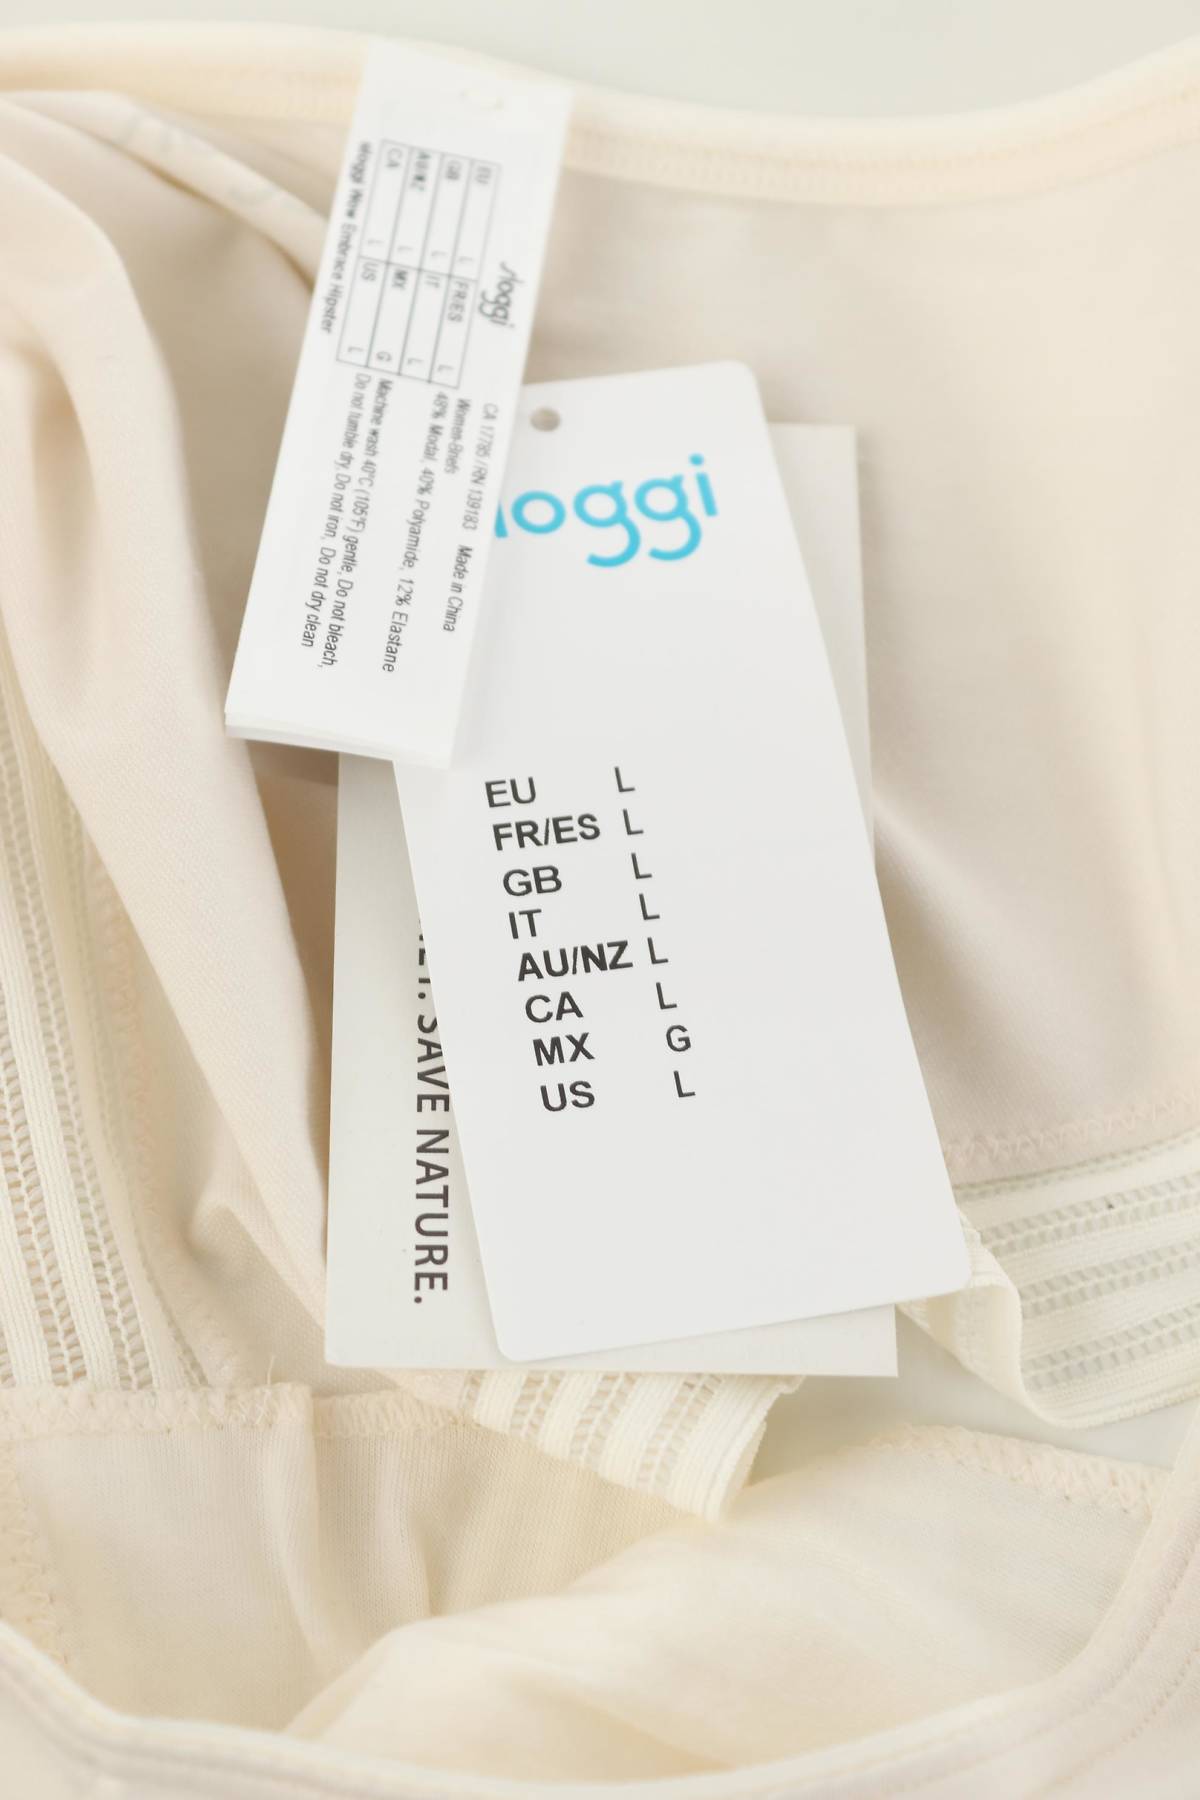 sloggi
EU L FR/ES L
GB L IT L
AU/NZ L MX G
CA L US L
sloggi Wow Embrace Hipster
CA 17795 / RN 139183 Made in China
Women-Briefs
48% Modal, 40% Polyamide, 12% Elastane
Machine wash 40°C (105°F) gentle, Do not bleach,
Do not tumble dry, Do not iron, Do not dry clean
loggi
EU L
FR/ES L
GB L
IT L
AU/NZ L
CA L
MX G
US L
SAVE NATURE.